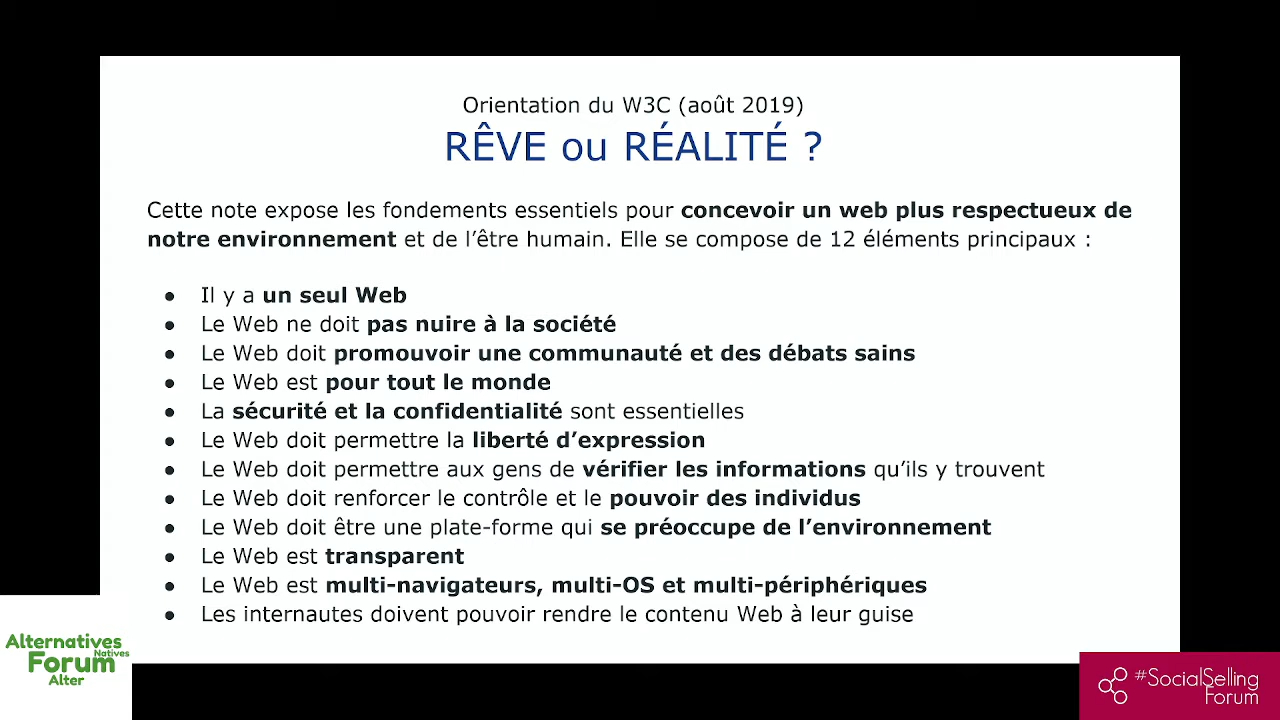 Orientation du W3C (août 2019)
RÊVE ou RÉALITÉ ?
Cette note expose les fondements essentiels pour concevoir un web plus respectueux de
notre environnement et de l’être humain. Elle se compose de 12 éléments principaux :
● Il y a un seul Web
● Le Web ne doit pas nuire à la société
● Le Web doit promouvoir une communauté et des débats sains
● Le Web est pour tout le monde
● La sécurité et la confidentialité sont essentielles
● Le Web doit permettre la liberté d’expression
● Le Web doit permettre aux gens de vérifier les informations qu’ils y trouvent
● Le Web doit renforcer le contrôle et le pouvoir des individus
● Le Web doit être une plate-forme qui se préoccupe de l’environnement
● Le Web est transparent
● Le Web est multi-navigateurs, multi-OS et multi-périphériques
● Les internautes doivent pouvoir rendre le contenu Web à leur guise
Alternatives
Natives
Forum
Alter
#SocialSelling
Forum